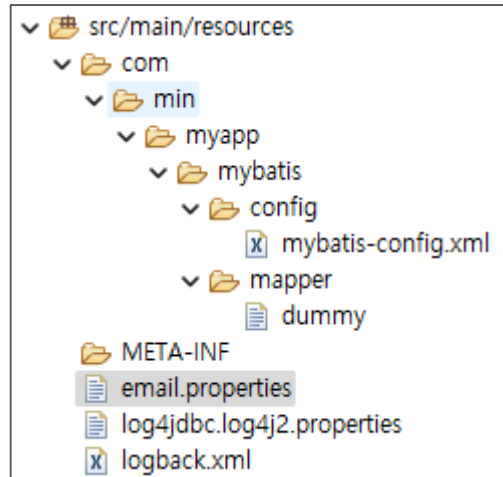 src/main/resources
com
min
myapp
mybatis
config
mybatis-config.xml
mapper
dummy
META-INF
email.properties
log4jdbc.log4j2.properties
logback.xml